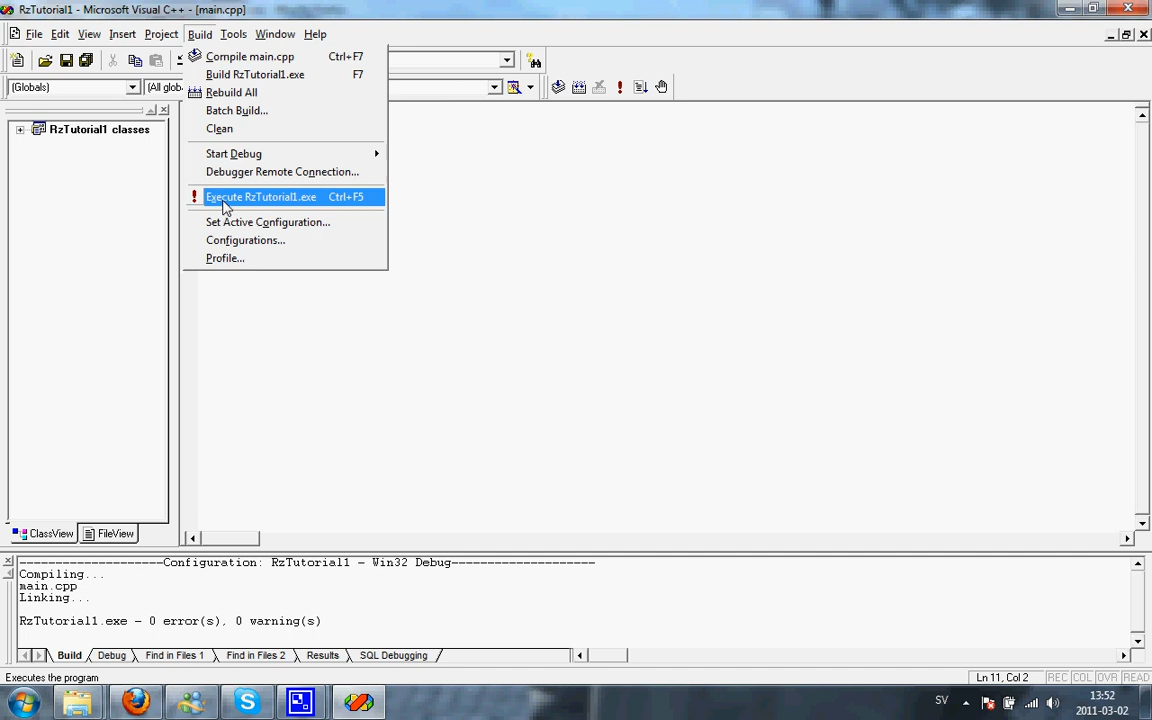 RzTutorial1 - Microsoft Visual C++ - [main.cpp]
File Edit View Insert Project Build Tools Window Help
(Globals)
(All glob
Compile main.cpp Ctrl+F7
Build RzTutorial1.exe F7
Rebuild All
Batch Build...
Clean
Start Debug
Debugger Remote Connection...
Execute RzTutorial1.exe Ctrl+F5
Set Active Configuration...
Configurations...
Profile...
RzTutorial1 classes
ClassView FileView
--------------------Configuration: RzTutorial1 - Win32 Debug--------------------
Compiling...
main.cpp
Linking...
RzTutorial1.exe - 0 error(s), 0 warning(s)
Build Debug Find in Files 1 Find in Files 2 Results SQL Debugging
Executes the program
Ln 11, Col 2 REC COL OVR READ
SV
13:52
2011-03-02